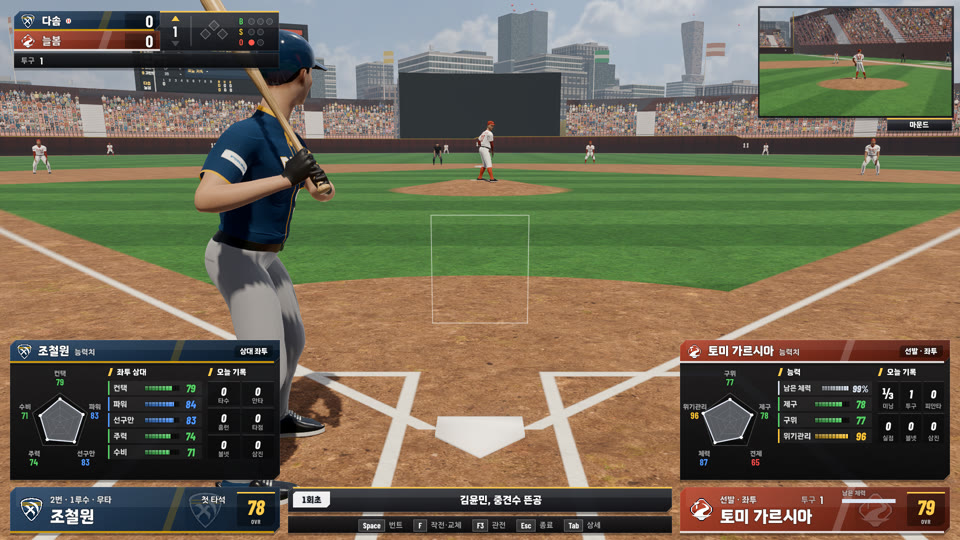 다솜 0
늘봄 0
투구 1
1
B
S
O
마운드
조철원 능력치 상대 좌투
컨택
79
수비
71
파워
83
주력
74
선구안
83
좌투 상대
컨택 79
파워 84
선구안 83
주력 74
수비 71
오늘 기록
0 0
타수 안타
0 0
홈런 타점
0 0
볼넷 삼진
토미 가르시아 능력치 선발 · 좌투
구위
77
위기관리
96
제구
78
체력
87
견제
65
능력
남은 체력 99%
제구 78
구위 77
위기관리 96
오늘 기록
⅓ 1 0
이닝 투구 피안타
0 0 0
실점 볼넷 삼진
2번 · 1루수 · 우타 첫 타석
조철원
78
OVR
1회초 김윤민, 중견수 뜬공
Space 번트 F 작전·교체 F3 관전 Esc 종료 Tab 상세
선발 · 좌투 투구 1 남은 체력
토미 가르시아
79
OVR